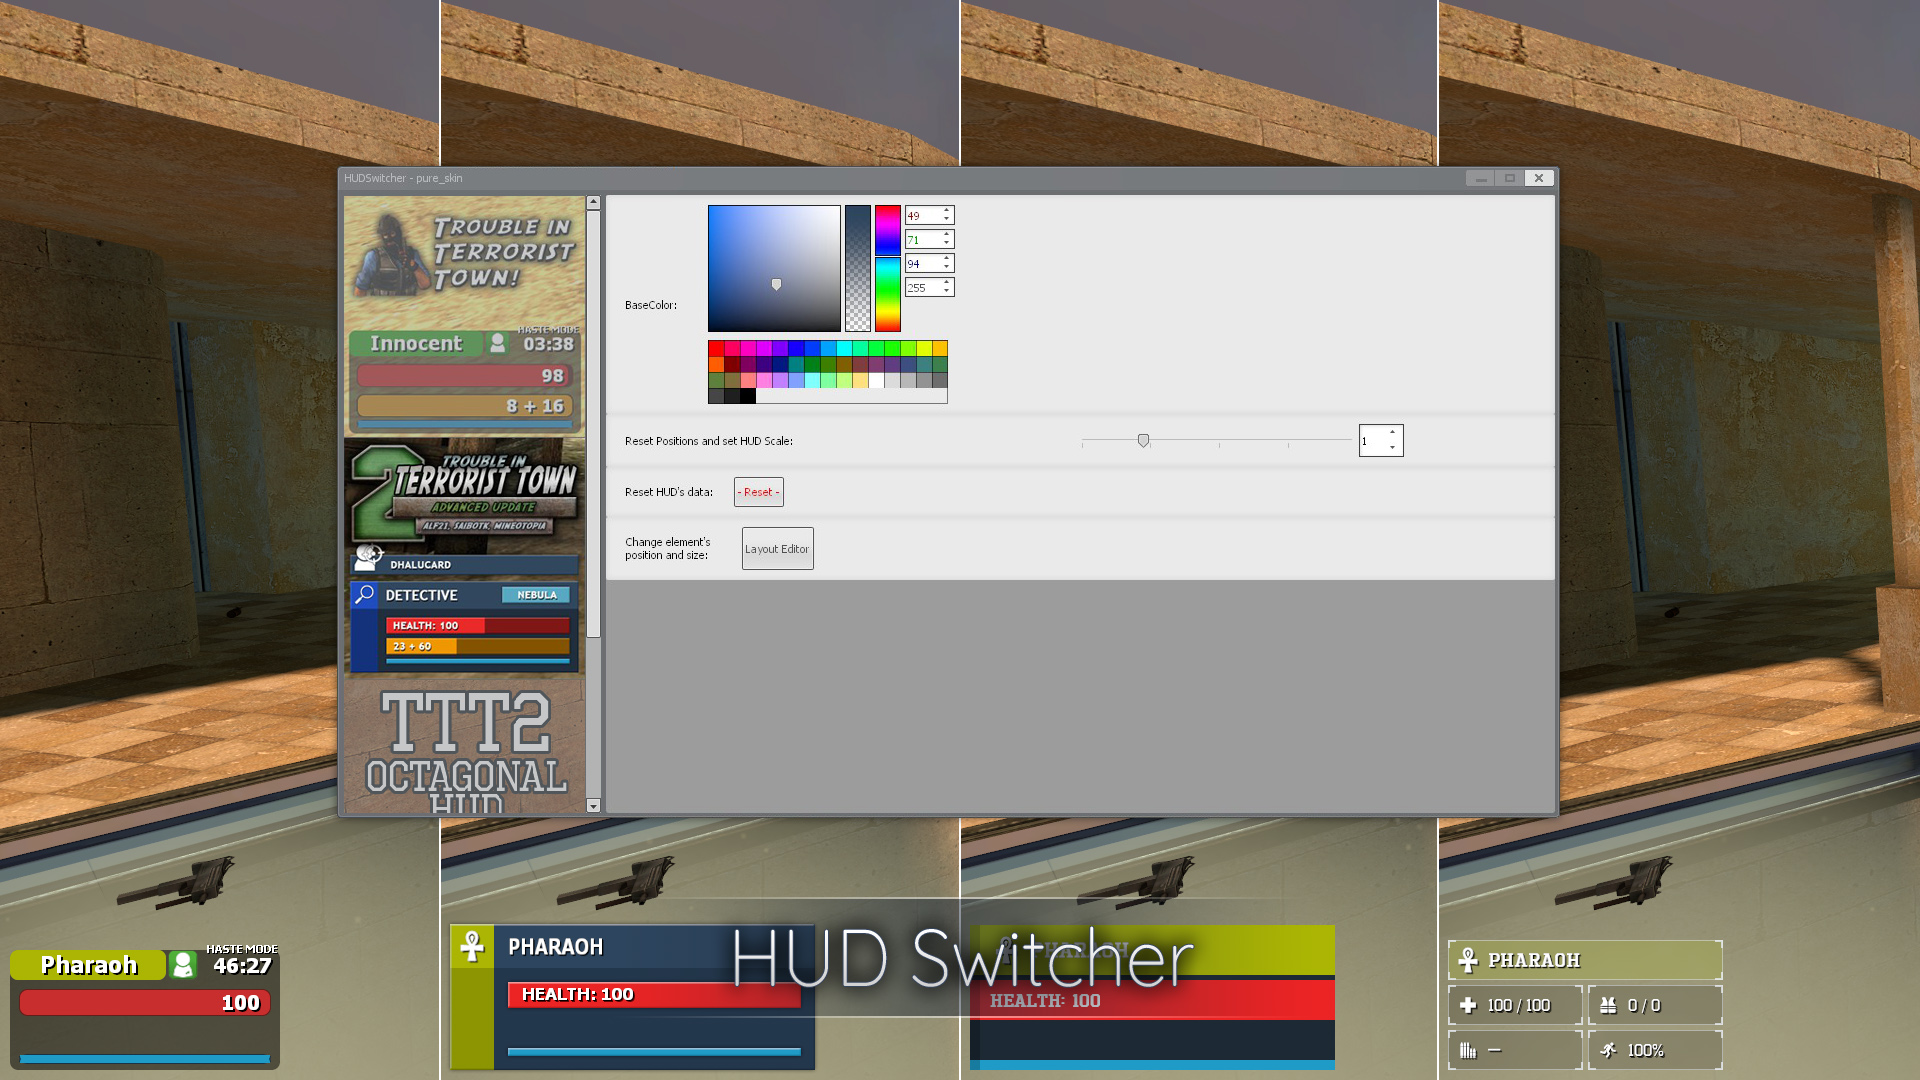 HUDSwitcher - pure_skin
TROUBLE IN
TERRORIST
TOWN!
HASTE MODE
Innocent
03:38
98
8 + 16
TROUBLE IN
2 TERRORIST TOWN
ADVANCED UPDATE
ALF21, SAIBOTK, MINEOTOPIA
DHALUCARD
DETECTIVE
NEBULA
HEALTH: 100
23 + 60
TTT2
OCTAGONAL
HUD
49
71
94
255
BaseColor:
Reset Positions and set HUD Scale:
1
Reset HUD's data:
- Reset -
Change element's
position and size:
Layout Editor
HASTE MODE
Pharaoh
46:27
100
PHARAOH
HEALTH: 100
HUD Switcher
PHARAOH
HEALTH: 100
PHARAOH
100 / 100
0 / 0
—
100%